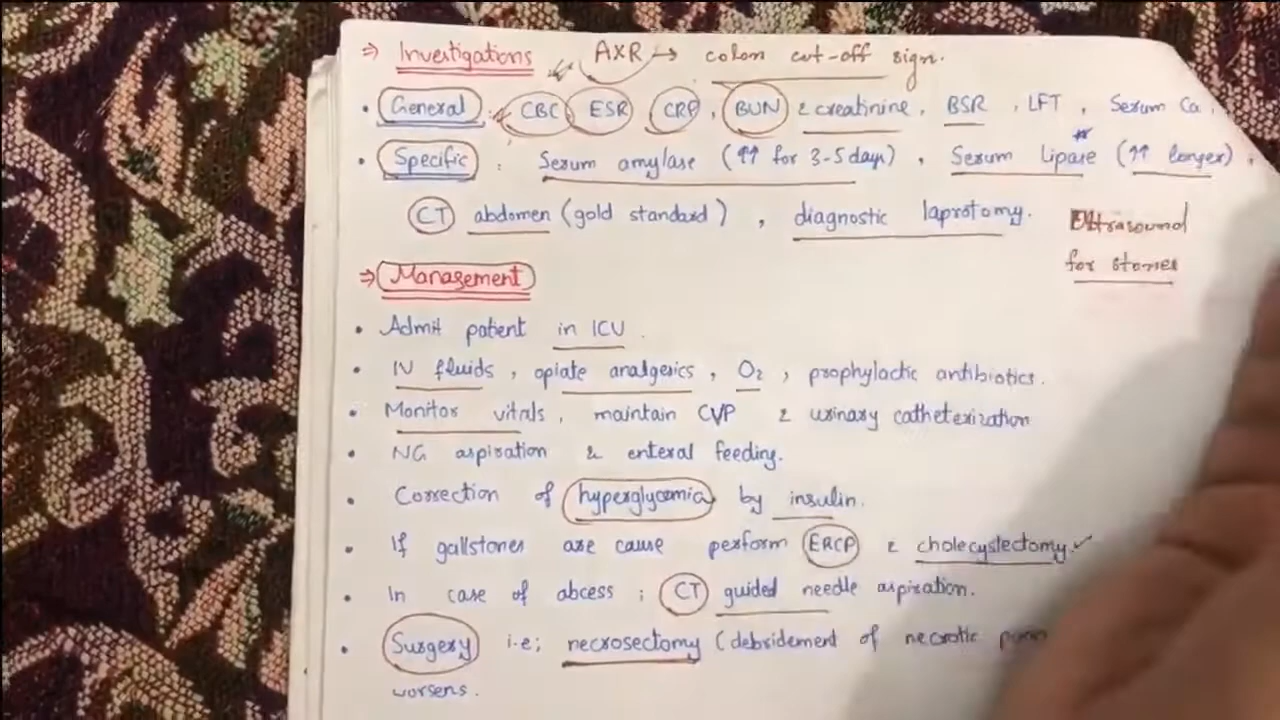 ⇒ Investigations AXR → colon cut-off sign.
• General : CBC, ESR, CRP, BUN & creatinine, BSR, LFT, Serum Ca,
• Specific : Serum amylase (↑↑ for 3-5 days), Serum Lipase (↑↑ longer),
CT abdomen (gold standard), diagnostic laprotomy.
Ultrasound
for stones
⇒ Management
• Admit patient in ICU.
• IV fluids, opiate analgesics, O₂, prophylactic antibiotics.
• Monitor vitals, maintain CVP & urinary catheterization
• NG aspiration & enteral feeding.
• Correction of hyperglycemia by insulin.
• If gallstones are cause perform ERCP & cholecystectomy.
• In case of abcess ; CT guided needle aspiration.
• Surgery i.e; necrosectomy (debridement of necrotic
worsens.